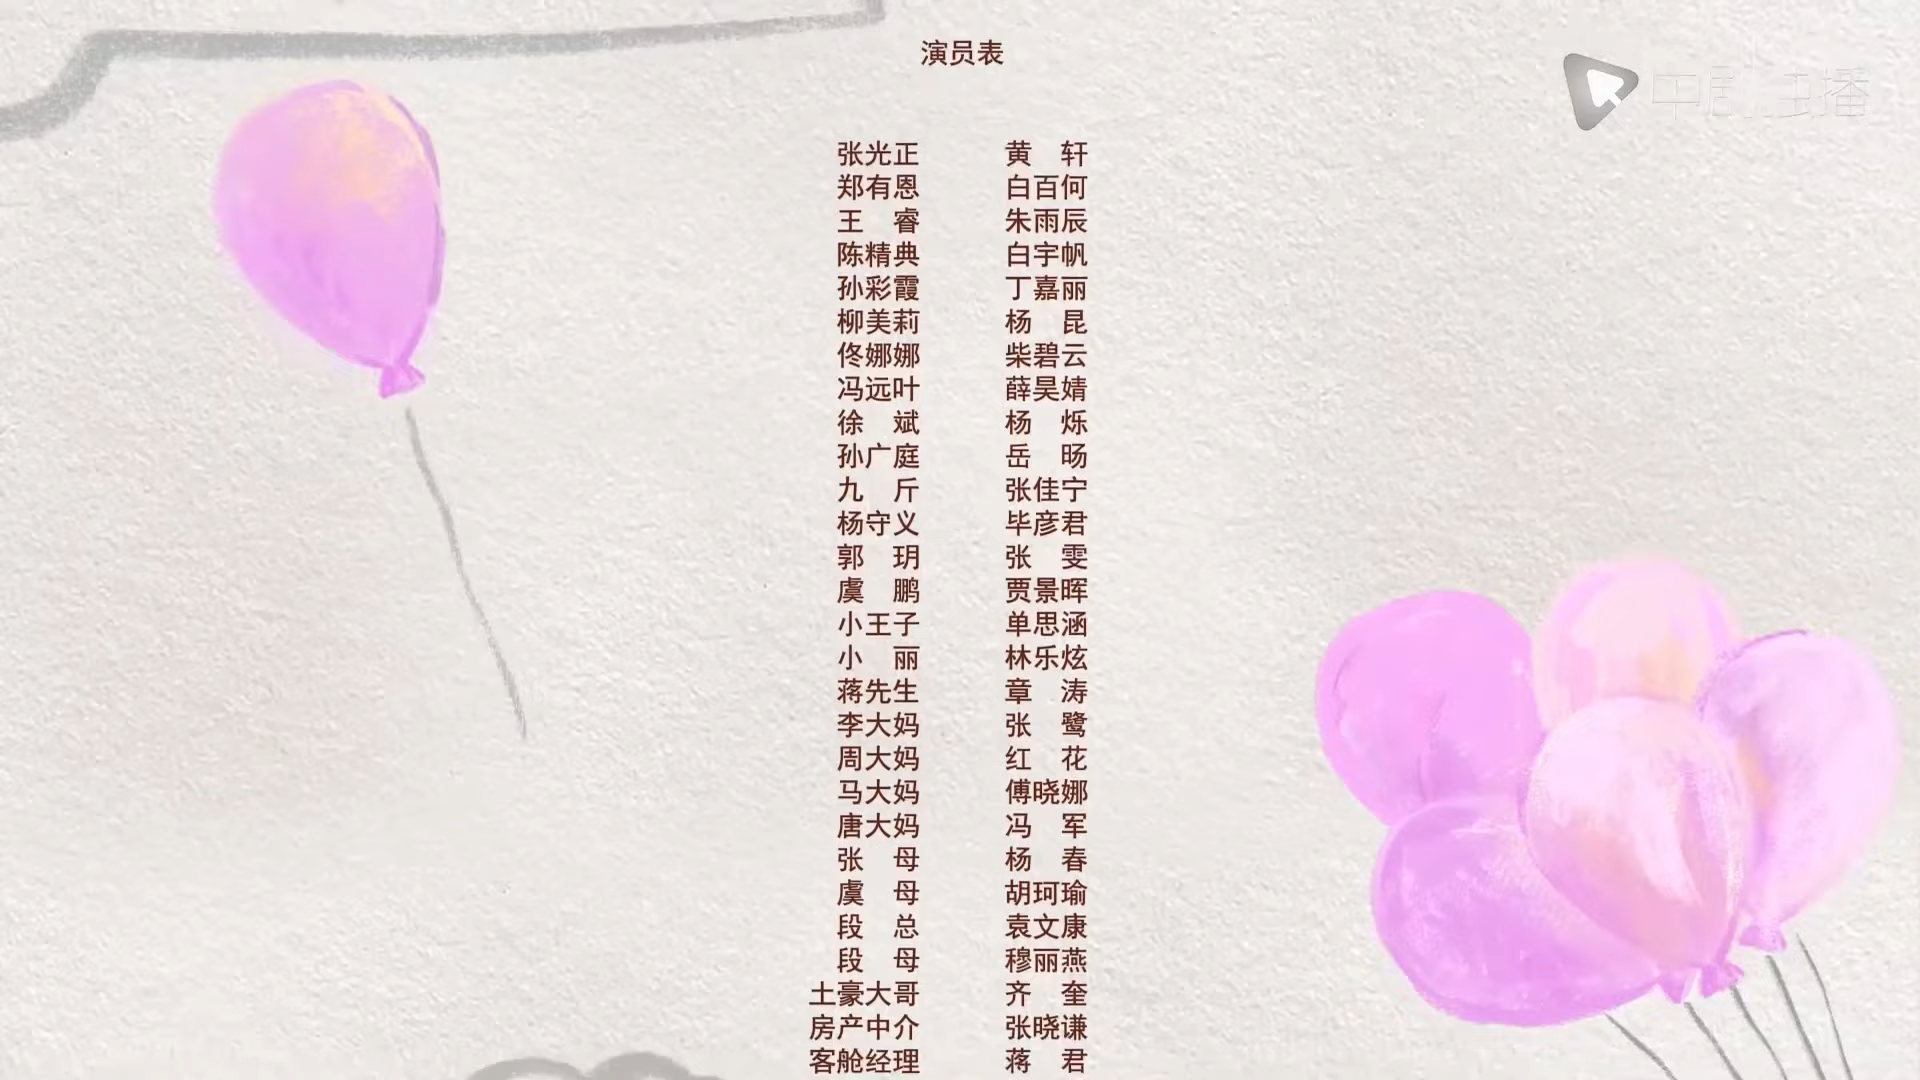 演员表
中剧主播
张光正 黄 轩
郑有恩 白百何
王 睿 朱雨辰
陈精典 白宇帆
孙彩霞 丁嘉丽
柳美莉 杨 昆
佟娜娜 柴碧云
冯远叶 薛昊婧
徐 斌 杨 烁
孙广庭 岳 旸
九 斤 张佳宁
杨守义 毕彦君
郭 玥 张 雯
虞 鹏 贾景晖
小王子 单思涵
小 丽 林乐炫
蒋先生 章 涛
李大妈 张 鹭
周大妈 红 花
马大妈 傅晓娜
唐大妈 冯 军
张 母 杨 春
虞 母 胡珂瑜
段 总 袁文康
段 母 穆丽燕
土豪大哥 齐 奎
房产中介 张晓谦
客舱经理 蒋 君